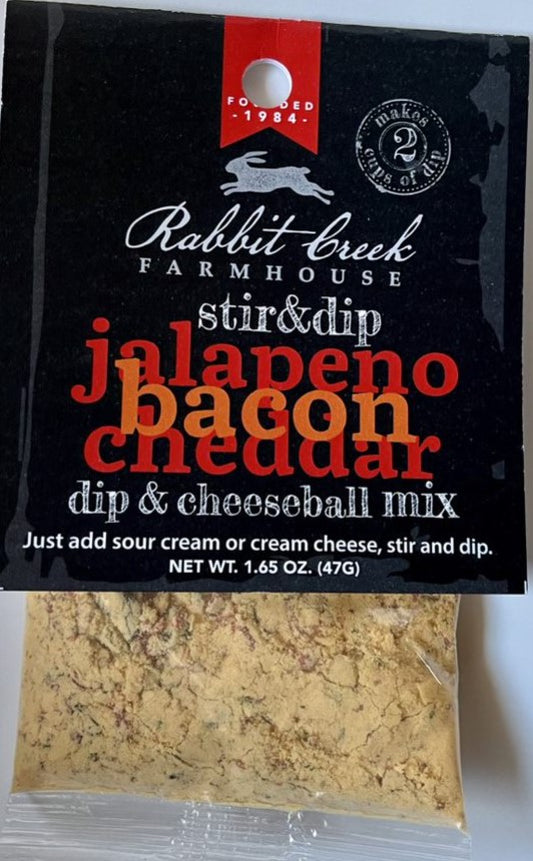 FOUNDED
-1984-
makes
2
cups of dip
Rabbit Creek
FARMHOUSE
stir&dip
jalapeno
bacon
cheddar
dip & cheeseball mix
Just add sour cream or cream cheese, stir and dip.
NET WT. 1.65 OZ. (47G)